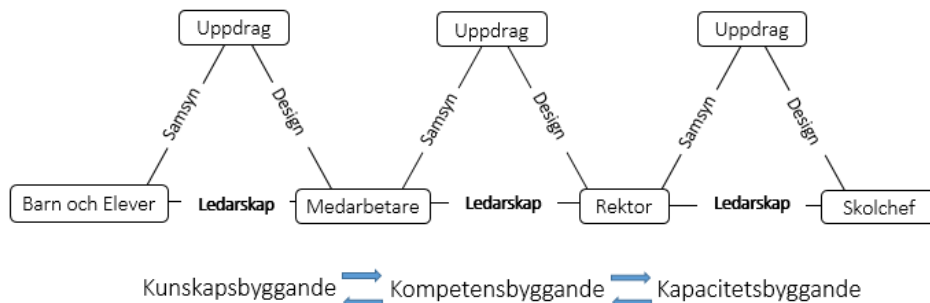 Uppdrag Uppdrag Uppdrag
Samsyn Design Samsyn Design Samsyn Design
Barn och Elever Ledarskap Medarbetare Ledarskap Rektor Ledarskap Skolchef
Kunskapsbyggande Kompetensbyggande Kapacitetsbyggande